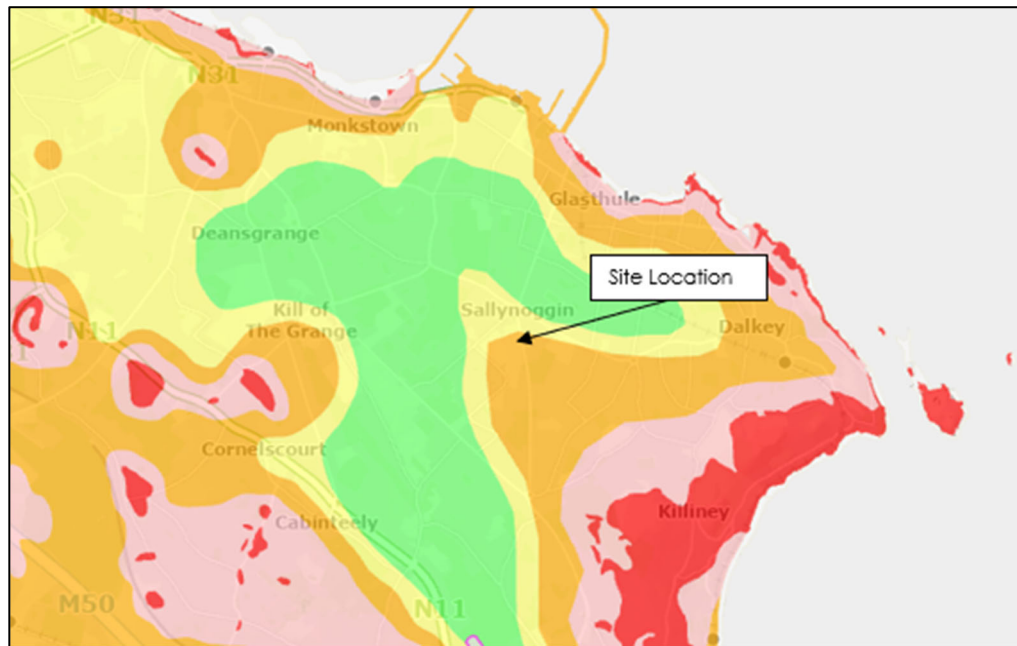 N31
N31
Monkstown
Glasthule
Deansgrange
Site Location
Kill of
The Grange
Sallynoggin
N11
Dalkey
Cornelscourt
Killiney
Cabinteely
M50
N11